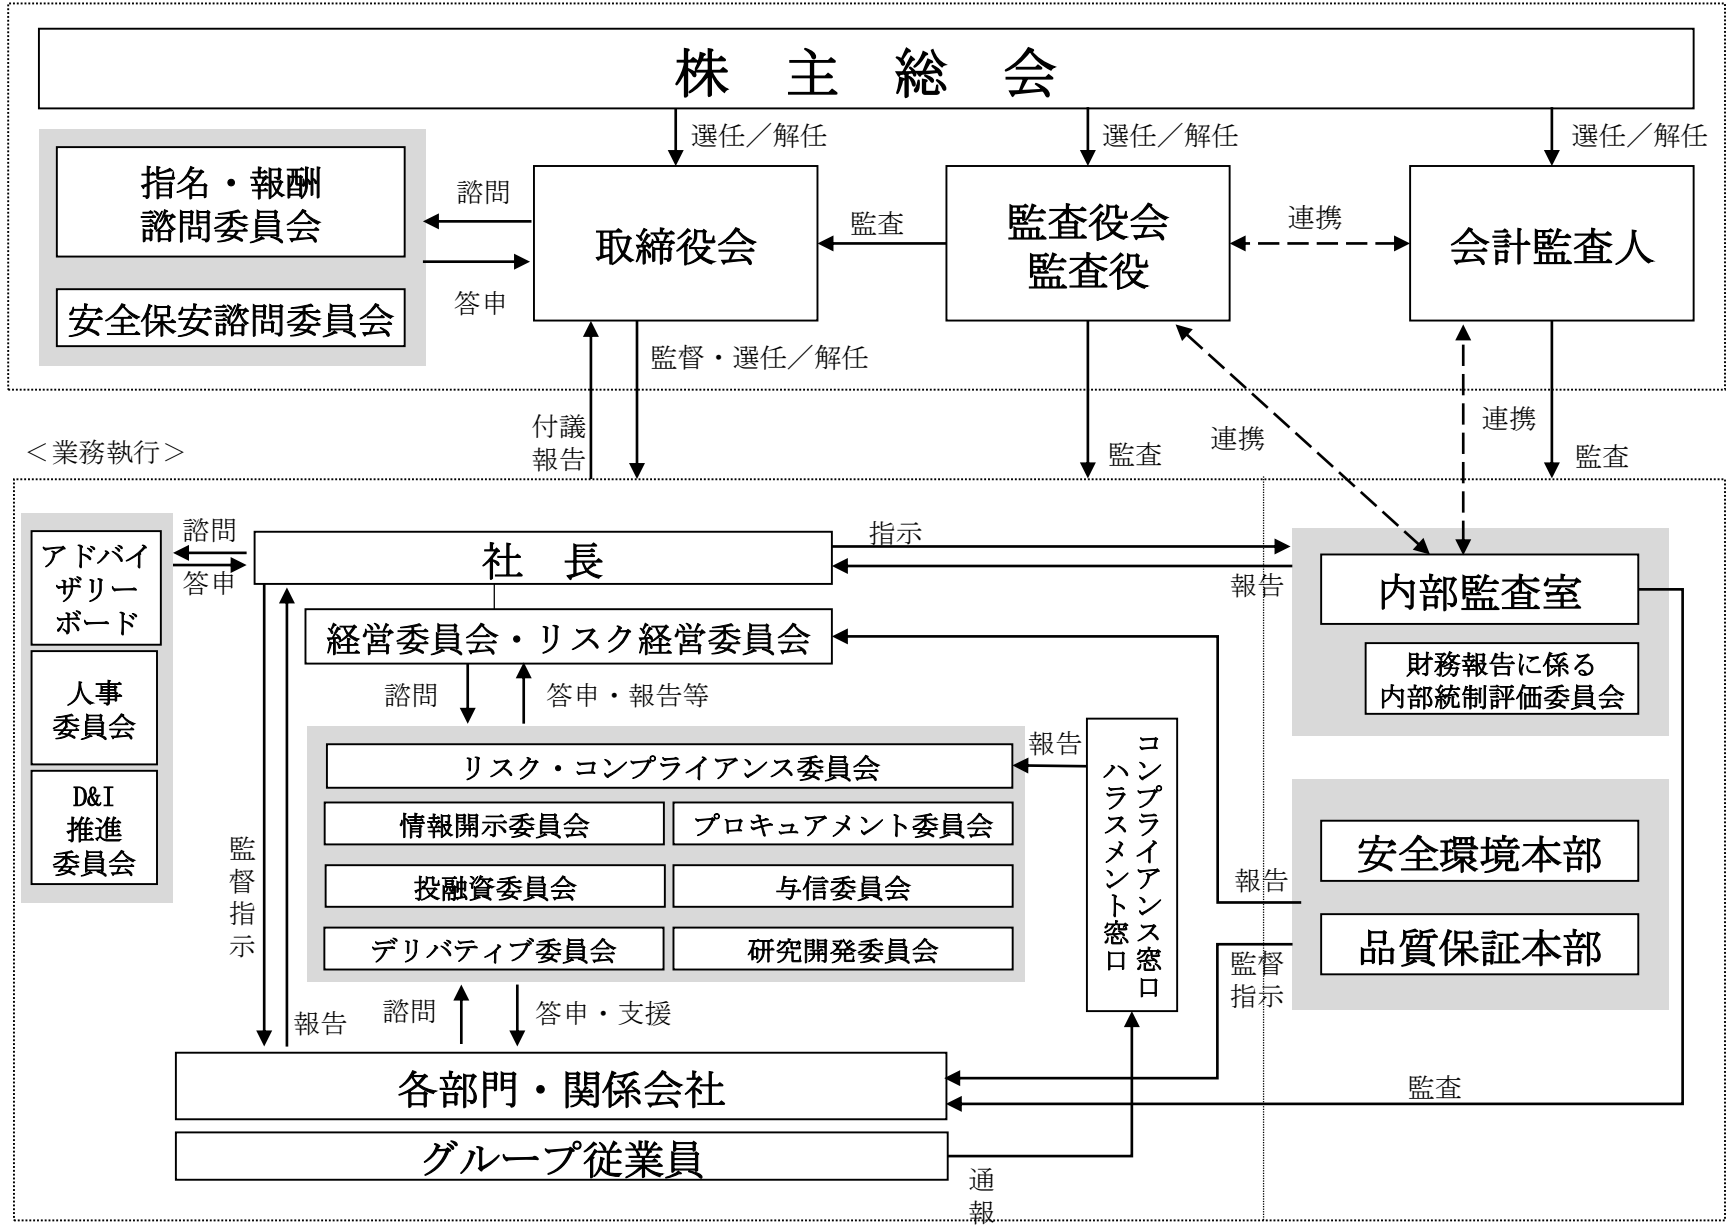 株主総会
選任／解任
選任／解任
選任／解任
指名・報酬
諮問委員会
安全保安諮問委員会
諮問
答申
取締役会
監査
監査役会
監査役
連携
会計監査人
監督・選任／解任
付議
報告
監査
連携
連携
監査
＜業務執行＞
アドバイ
ザリー
ボード
人事
委員会
D&I
推進
委員会
諮問
答申
社長
指示
報告
経営委員会・リスク経営委員会
諮問
答申・報告等
リスク・コンプライアンス委員会
情報開示委員会
プロキュアメント委員会
投融資委員会
与信委員会
デリバティブ委員会
研究開発委員会
報告
コンプライアンス窓口
ハラスメント窓口
内部監査室
財務報告に係る
内部統制評価委員会
安全環境本部
品質保証本部
報告
監督
指示
監督指示
報告
諮問
答申・支援
各部門・関係会社
監査
グループ従業員
通報